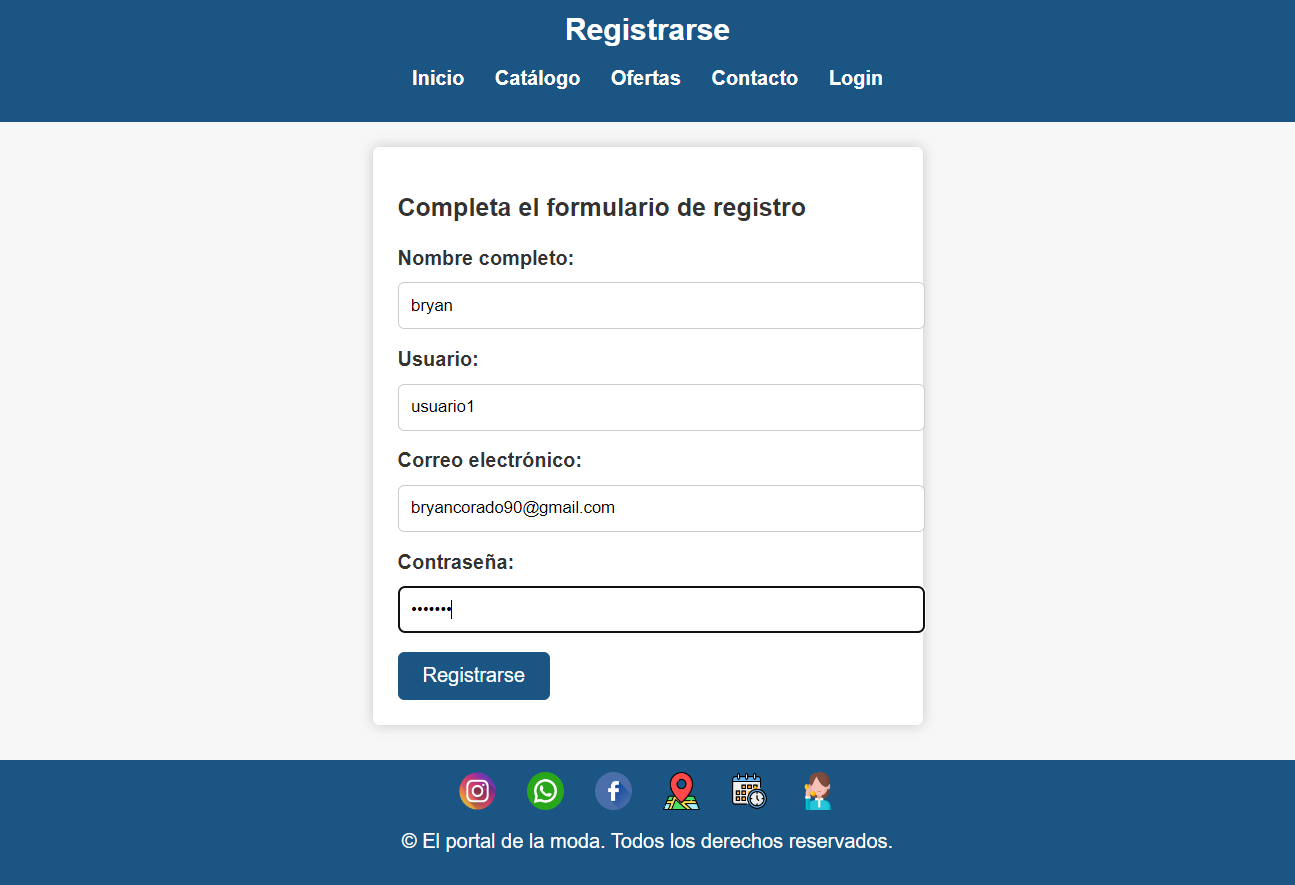 Registrarse
Inicio Catálogo Ofertas Contacto Login
Completa el formulario de registro
Nombre completo:
bryan
Usuario:
usuario1
Correo electrónico:
bryancorado90@gmail.com
Contraseña:
•••••••
Registrarse
© El portal de la moda. Todos los derechos reservados.